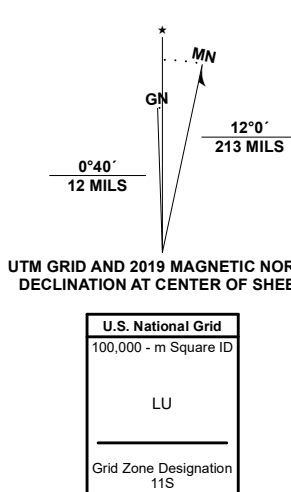 ★
MN
GN
12°0´
213 MILS
0°40´
12 MILS
UTM GRID AND 2019 MAGNETIC NOR
DECLINATION AT CENTER OF SHEE
U.S. National Grid
100,000 - m Square ID
LU
Grid Zone Designation
11S